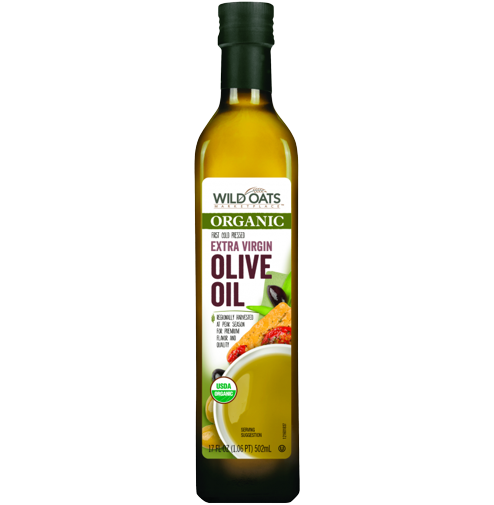 WILD OATS
MARKETPLACE
ORGANIC
FIRST COLD PRESSED
EXTRA VIRGIN
OLIVE
OIL
REGIONALLY HARVESTED
AT PEAK SEASON
FOR PREMIUM
FLAVOR AND
QUALITY
USDA
ORGANIC
SERVING
SUGGESTION
17 FL OZ (1.06 PT) 502mL
U